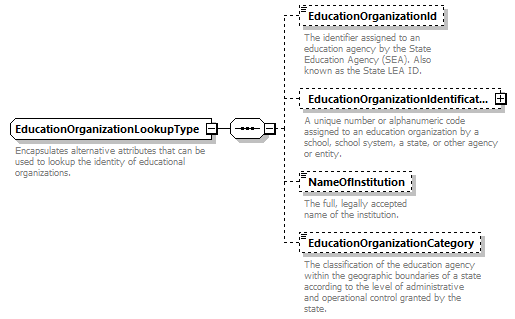 EducationOrganizationId
The identifier assigned to an
education agency by the State
Education Agency (SEA). Also
known as the State LEA ID.
EducationOrganizationIdentificat...
A unique number or alphanumeric code
assigned to an education organization by a
school, school system, a state, or other agency
or entity.
EducationOrganizationLookupType
Encapsulates alternative attributes that can be
used to lookup the identity of educational
organizations.
NameOfInstitution
The full, legally accepted
name of the institution.
EducationOrganizationCategory
The classification of the education agency
within the geographic boundaries of a state
according to the level of administrative
and operational control granted by the
state.